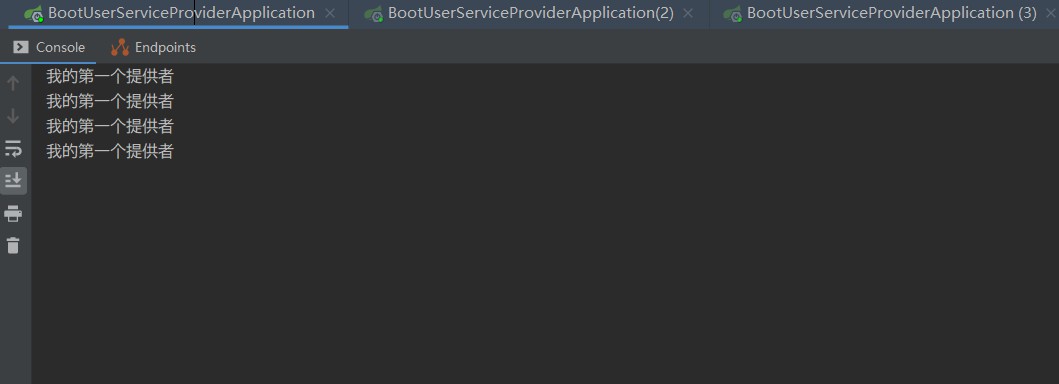 BootUserServiceProviderApplication BootUserServiceProviderApplication(2) BootUserServiceProviderApplication (3)
Console Endpoints
我的第一个提供者
我的第一个提供者
我的第一个提供者
我的第一个提供者